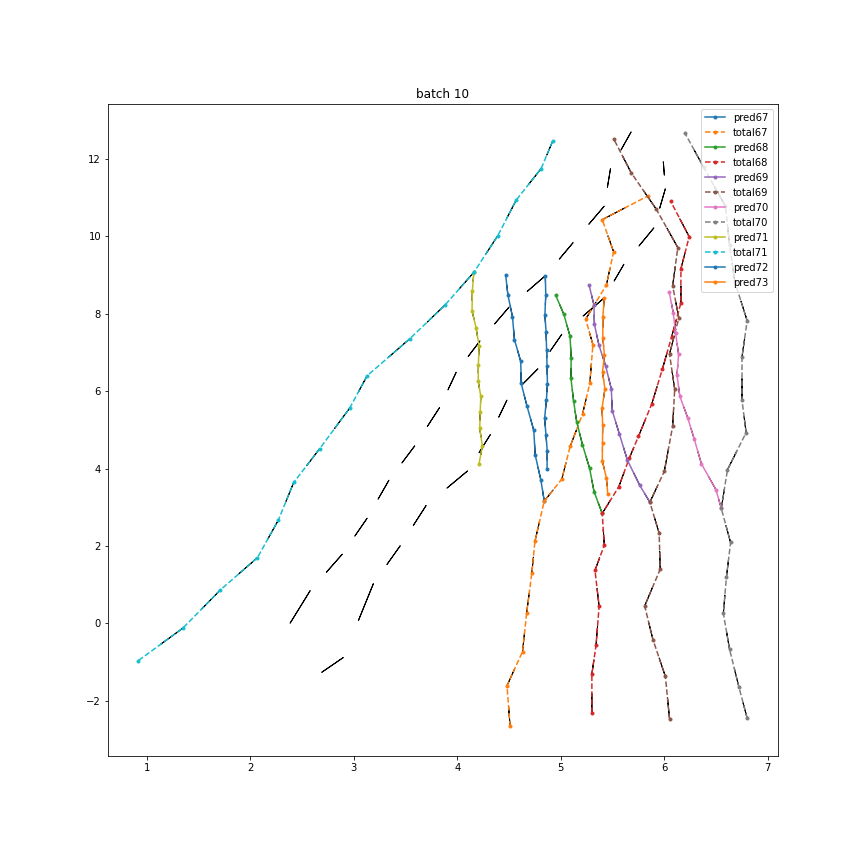 batch 10
pred67
total67
pred68
total68
pred69
total69
pred70
total70
pred71
total71
pred72
pred73
12
10
8
6
4
2
0
−2
1 2 3 4 5 6 7